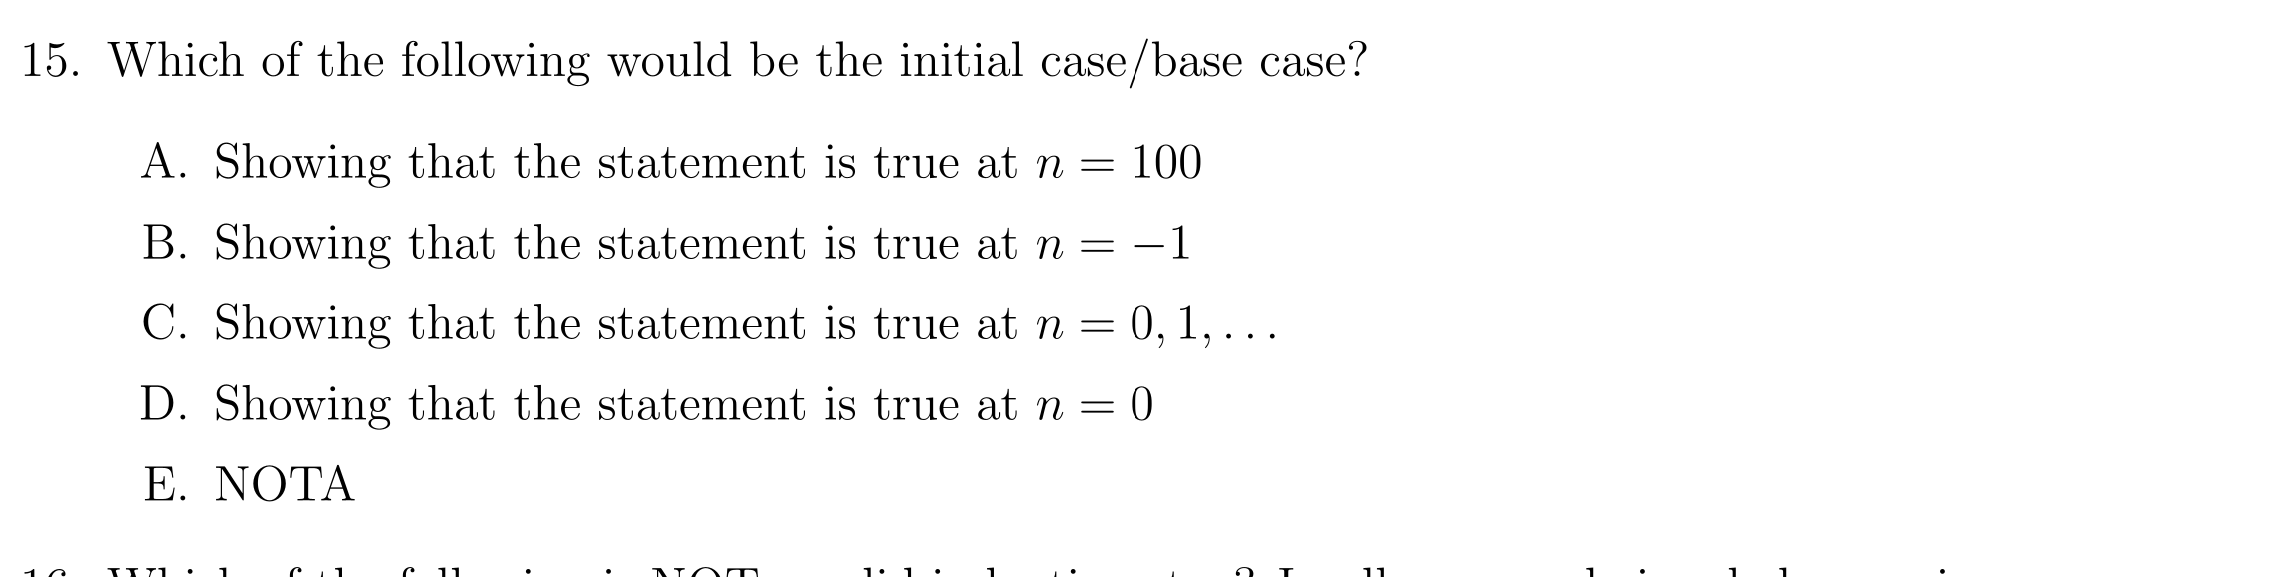 15. Which of the following would be the initial case/base case?
A. Showing that the statement is true at n = 100
B. Showing that the statement is true at n = −1
C. Showing that the statement is true at n = 0, 1, . . .
D. Showing that the statement is true at n = 0
E. NOTA